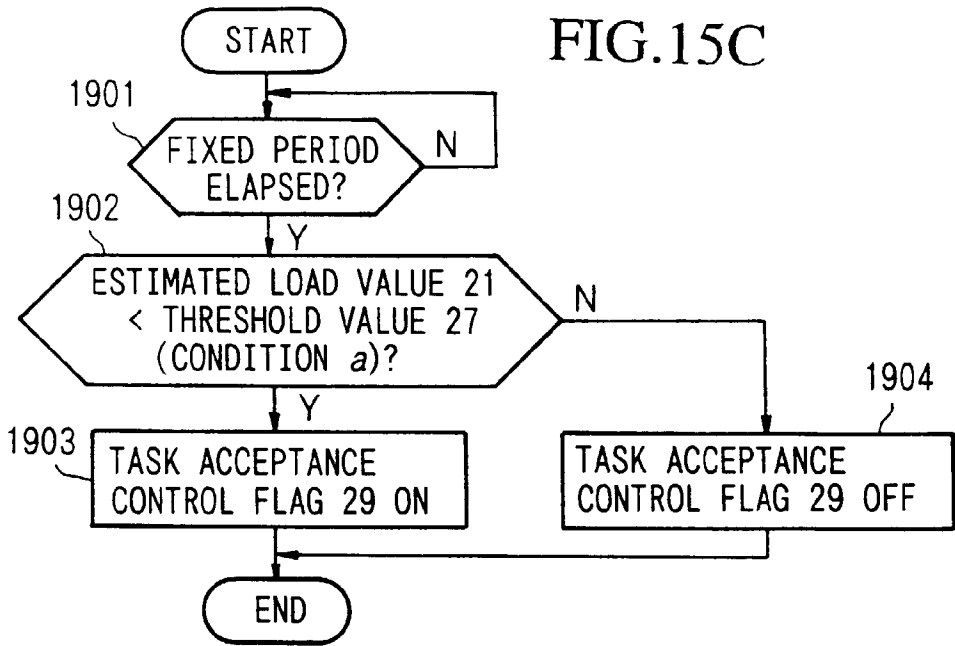 START
FIG.15C
1901
FIXED PERIOD
ELAPSED?
N
Y
1902
ESTIMATED LOAD VALUE 21
< THRESHOLD VALUE 27
(CONDITION a)?
N
Y
1903
TASK ACCEPTANCE
CONTROL FLAG 29 ON
1904
TASK ACCEPTANCE
CONTROL FLAG 29 OFF
END